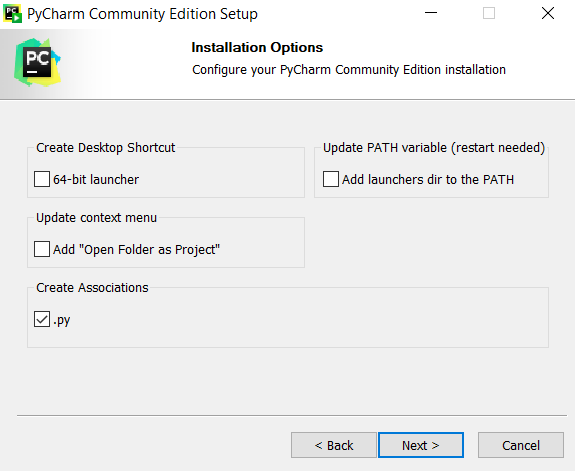 PyCharm Community Edition Setup
PC
Installation Options
Configure your PyCharm Community Edition installation
Create Desktop Shortcut
64-bit launcher
Update PATH variable (restart needed)
Add launchers dir to the PATH
Update context menu
Add "Open Folder as Project"
Create Associations
.py
< Back
Next >
Cancel